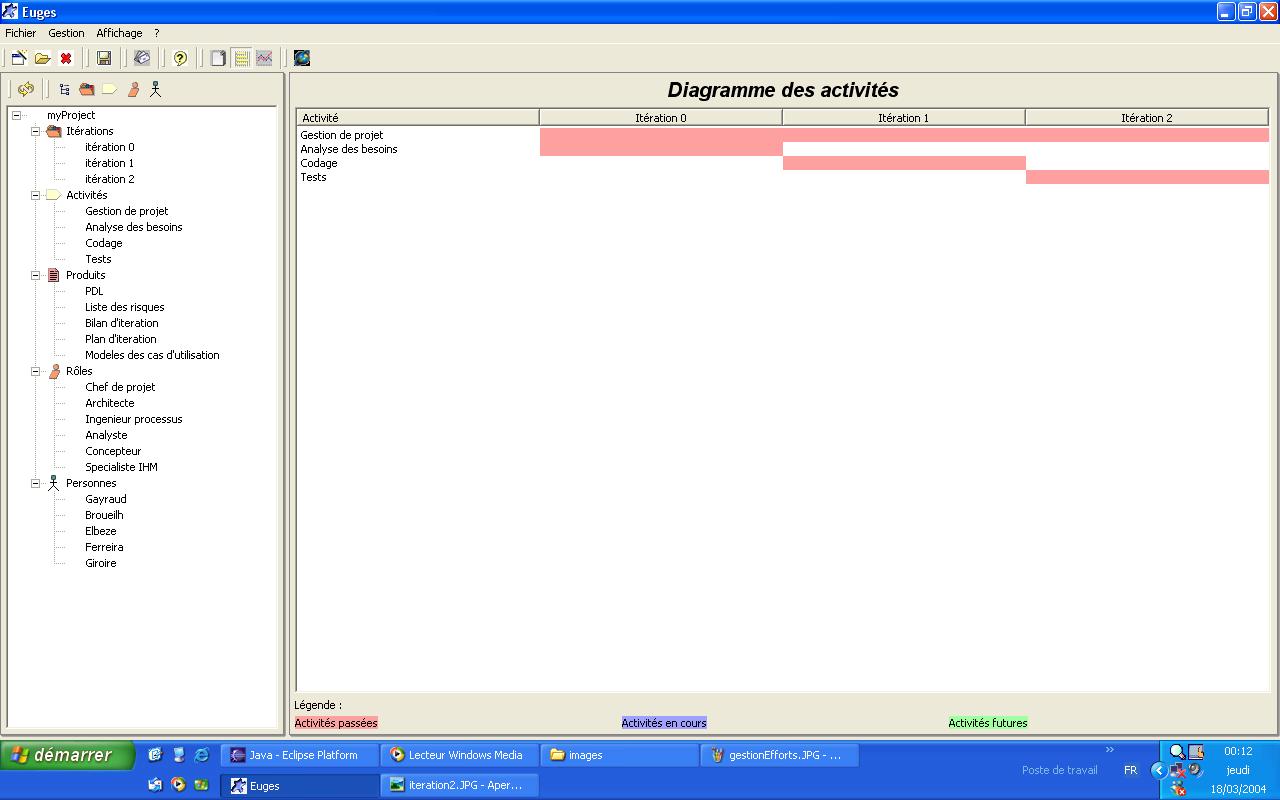 Euges
Fichier Gestion Affichage ?
myProject
Itérations
itération 0
itération 1
itération 2
Activités
Gestion de projet
Analyse des besoins
Codage
Tests
Produits
PDL
Liste des risques
Bilan d'iteration
Plan d'iteration
Modeles des cas d'utilisation
Rôles
Chef de projet
Architecte
Ingenieur processus
Analyste
Concepteur
Specialiste IHM
Personnes
Gayraud
Broueilh
Elbeze
Ferreira
Giroire
Diagramme des activités
Activité Itération 0 Itération 1 Itération 2
Gestion de projet
Analyse des besoins
Codage
Tests
Légende :
Activités passées Activités en cours Activités futures
démarrer Java - Eclipse Platform Lecteur Windows Media images gestionEfforts.JPG - ... 00:12
Poste de travail FR jeudi
Euges iteration2.JPG - Aper... 18/03/2004